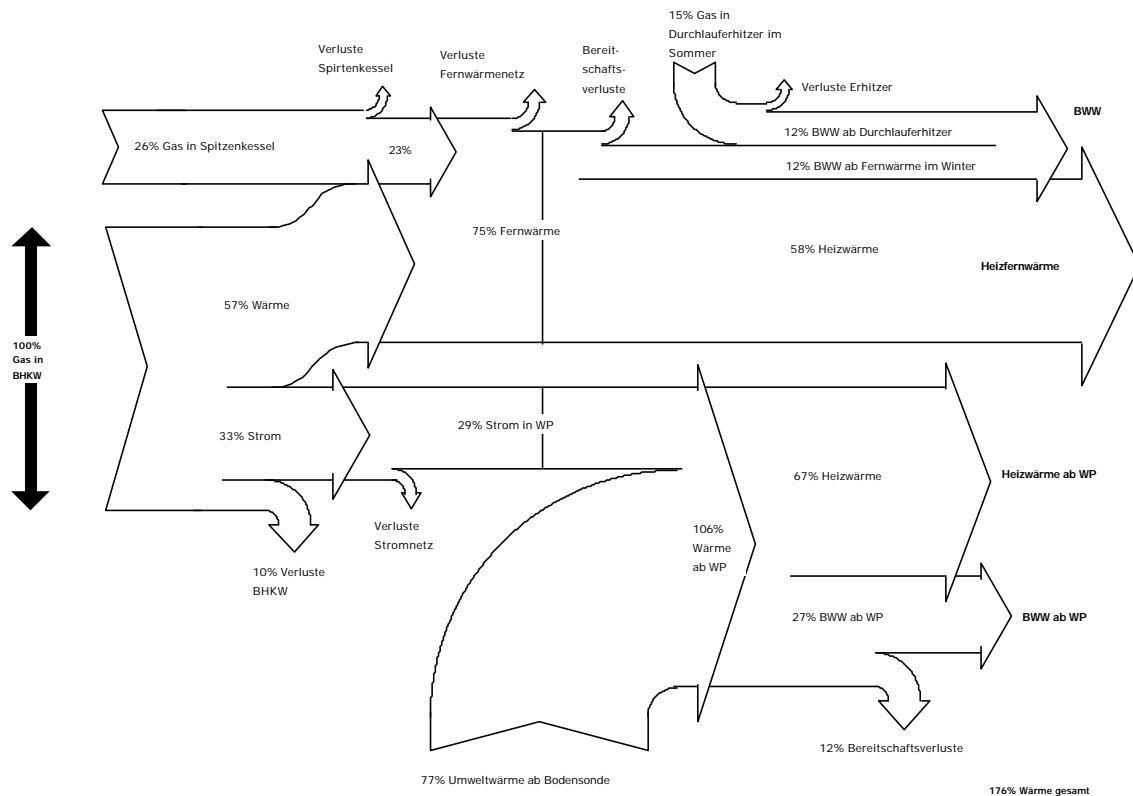 15% Gas in
Durchlauferhitzer im
Sommer
Verluste
Spirtenkessel
Verluste
Fernwärmenetz
Bereit-
schafts-
verluste
Verluste Erhitzer
BWW
26% Gas in Spitzenkessel
23%
12% BWW ab Durchlauferhitzer
12% BWW ab Fernwärme im Winter
75% Fernwärme
58% Heizwärme
Heizfernwärme
57% Wärme
100%
Gas in
BHKW
33% Strom
29% Strom in WP
67% Heizwärme
Heizwärme ab WP
Verluste
Stromnetz
106%
Wärme
ab WP
10% Verluste
BHKW
27% BWW ab WP
BWW ab WP
12% Bereitschaftsverluste
77% Umweltwärme ab Bodensonde
176% Wärme gesamt